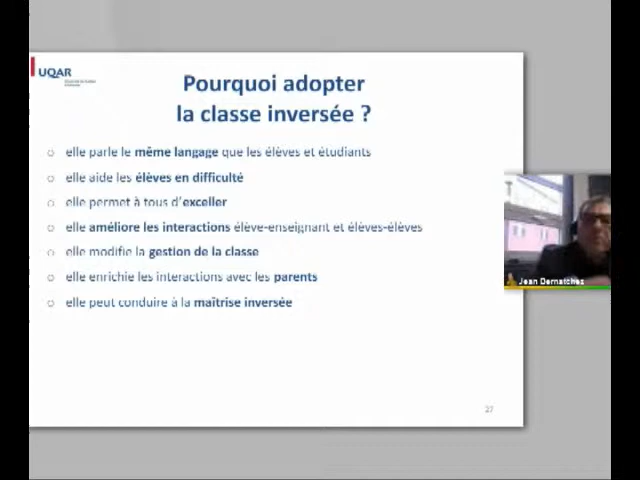 UQAR
Pourquoi adopter
la classe inversée ?
elle parle le même langage que les élèves et étudiants
elle aide les élèves en difficulté
elle permet à tous d'exceller
elle améliore les interactions élève-enseignant et élèves-élèves
elle modifie la gestion de la classe
elle enrichie les interactions avec les parents
elle peut conduire à la maîtrise inversée
Jean Dernatches
27